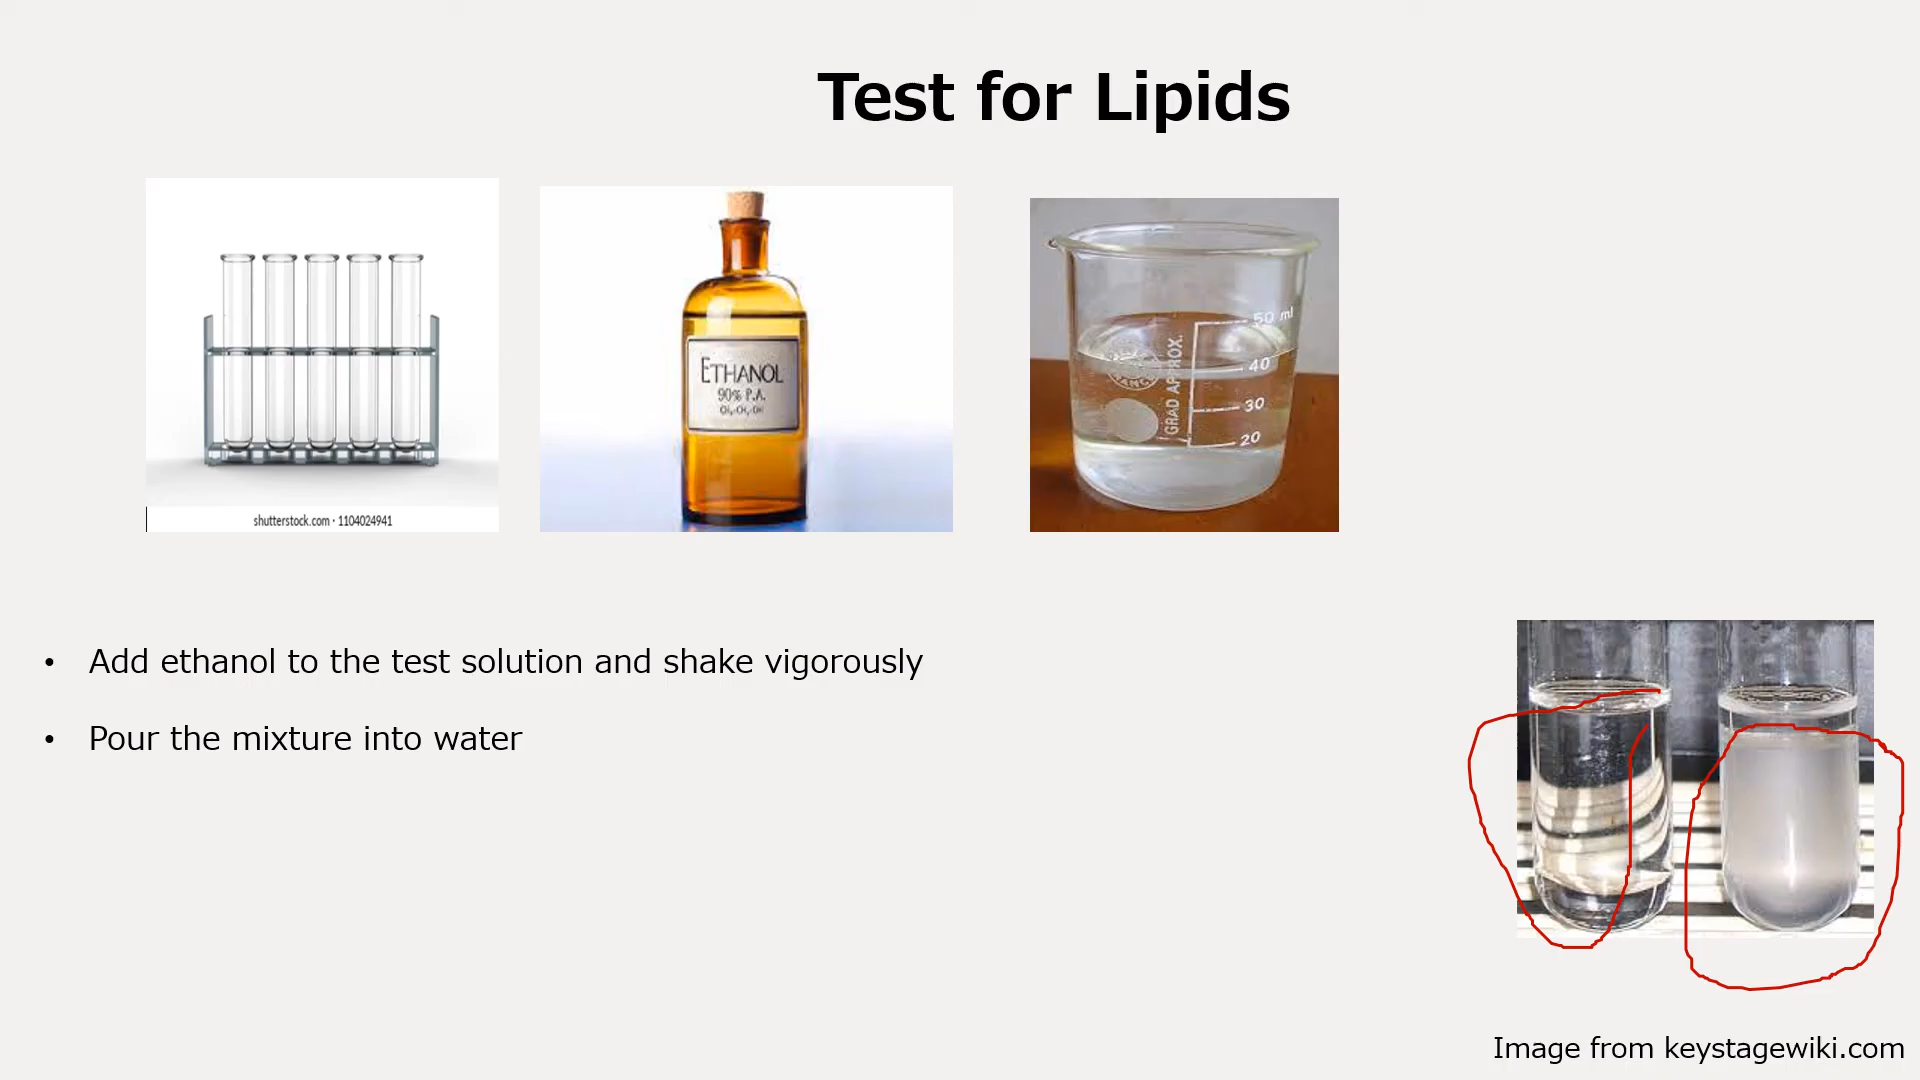 Test for Lipids
shutterstock.com · 1104024941
ETHANOL
90% P.A.
50 ml
40
30
20
GRAD APPROX.
• Add ethanol to the test solution and shake vigorously
• Pour the mixture into water
Image from keystagewiki.com